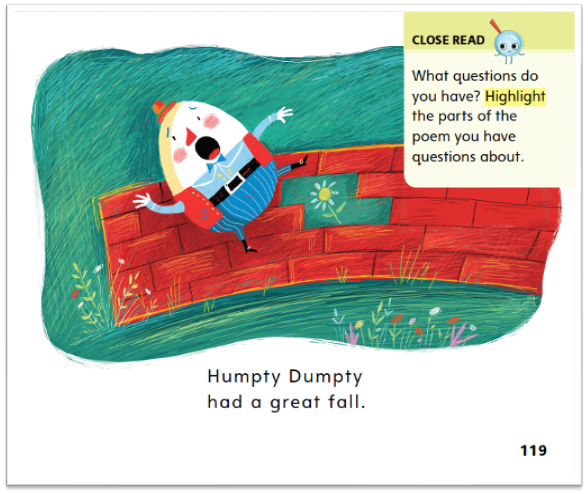 CLOSE READ
What questions do
you have? Highlight
the parts of the
poem you have
questions about.
Humpty Dumpty
had a great fall.
119